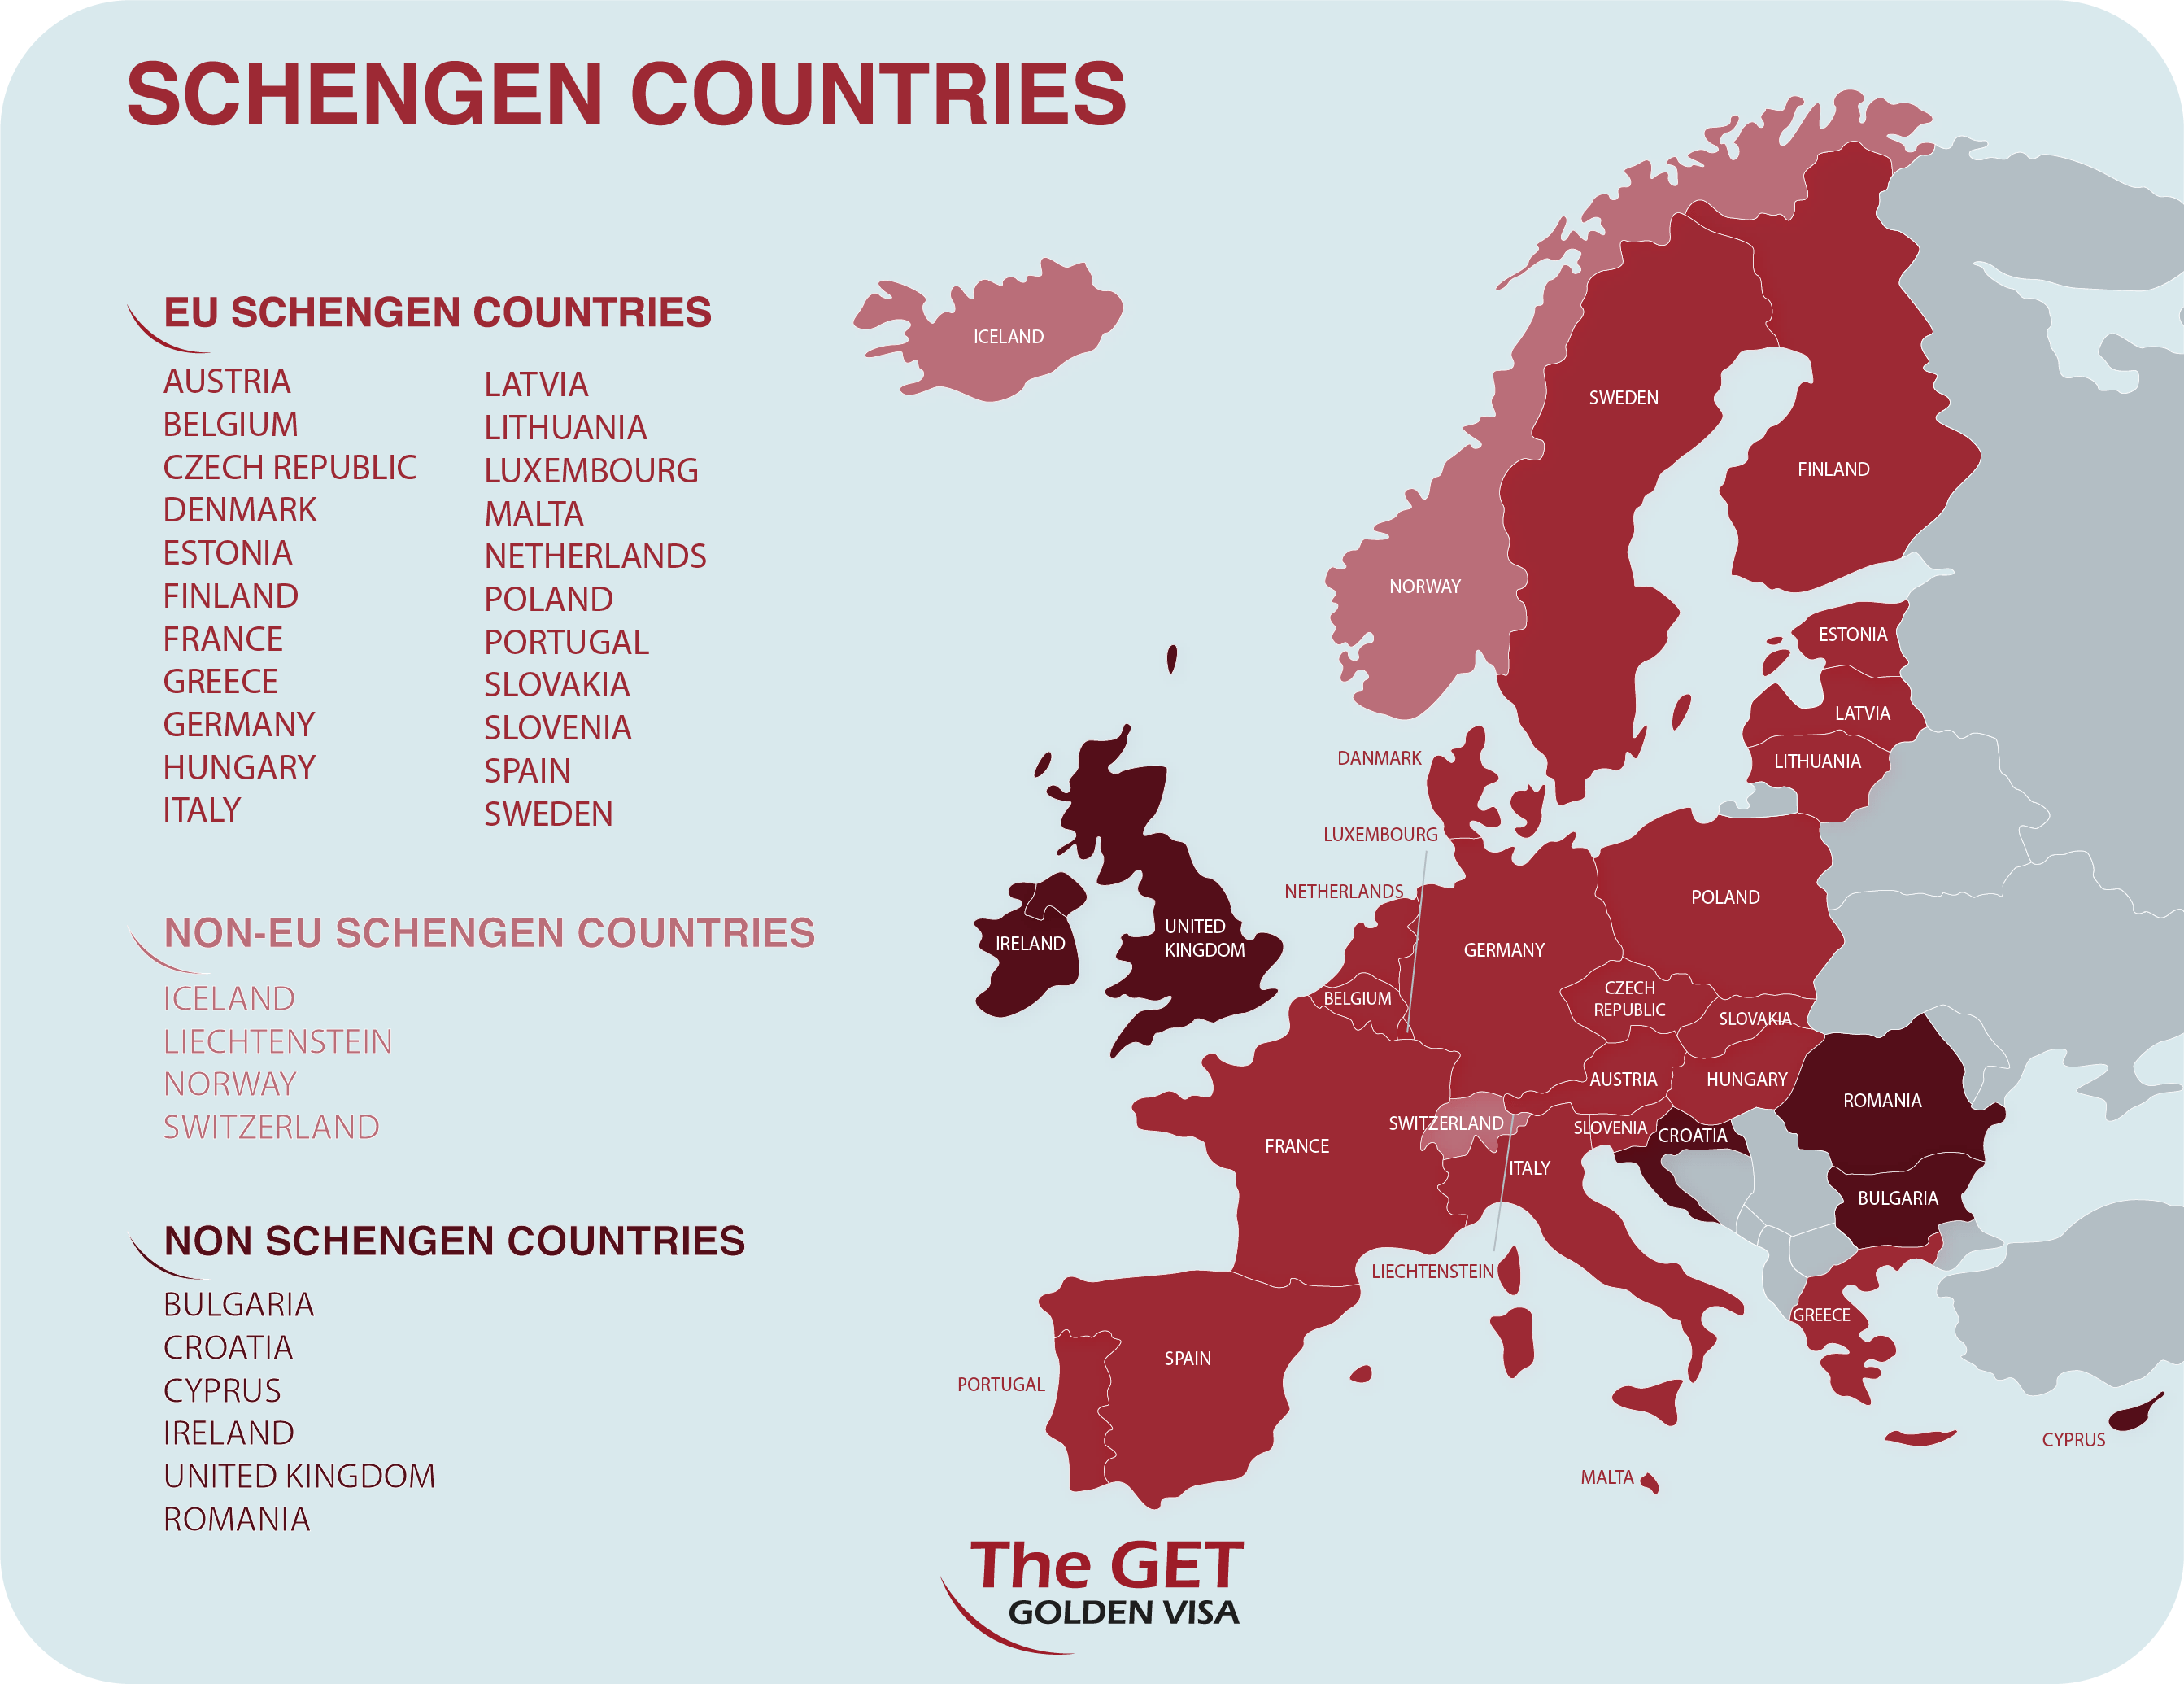 SCHENGEN COUNTRIES
EU SCHENGEN COUNTRIES
AUSTRIA
BELGIUM
CZECH REPUBLIC
DENMARK
ESTONIA
FINLAND
FRANCE
GREECE
GERMANY
HUNGARY
ITALY
LATVIA
LITHUANIA
LUXEMBOURG
MALTA
NETHERLANDS
POLAND
PORTUGAL
SLOVAKIA
SLOVENIA
SPAIN
SWEDEN
NON-EU SCHENGEN COUNTRIES
ICELAND
LIECHTENSTEIN
NORWAY
SWITZERLAND
NON SCHENGEN COUNTRIES
BULGARIA
CROATIA
CYPRUS
IRELAND
UNITED KINGDOM
ROMANIA
ICELAND
SWEDEN
FINLAND
NORWAY
ESTONIA
LATVIA
DANMARK
LITHUANIA
LUXEMBOURG
NETHERLANDS
POLAND
UNITED
KINGDOM
IRELAND
GERMANY
CZECH
REPUBLIC
BELGIUM
SLOVAKIA
AUSTRIA
HUNGARY
ROMANIA
SWITZERLAND
SLOVENIA
CROATIA
FRANCE
ITALY
BULGARIA
LIECHTENSTEIN
GREECE
SPAIN
PORTUGAL
CYPRUS
MALTA
The GET
GOLDEN VISA